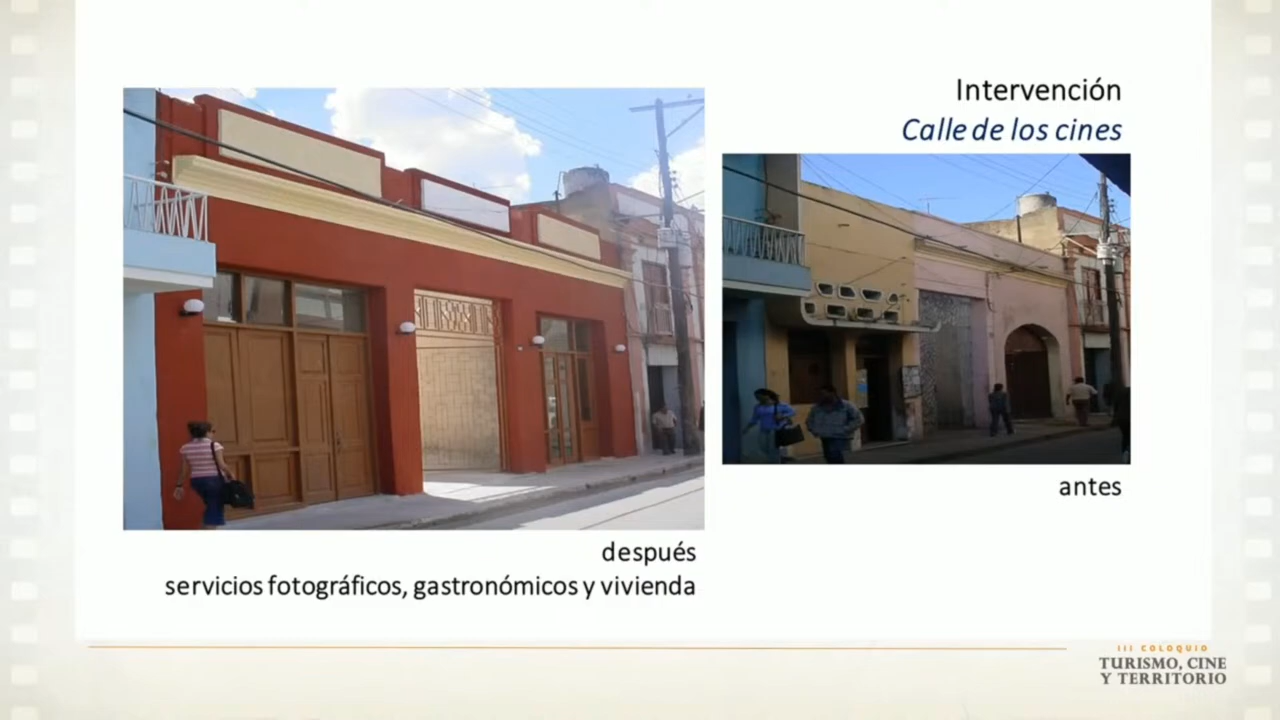 Intervención
Calle de los cines
antes
después
servicios fotográficos, gastronómicos y vivienda
III COLOQUIO
TURISMO, CINE
Y TERRITORIO